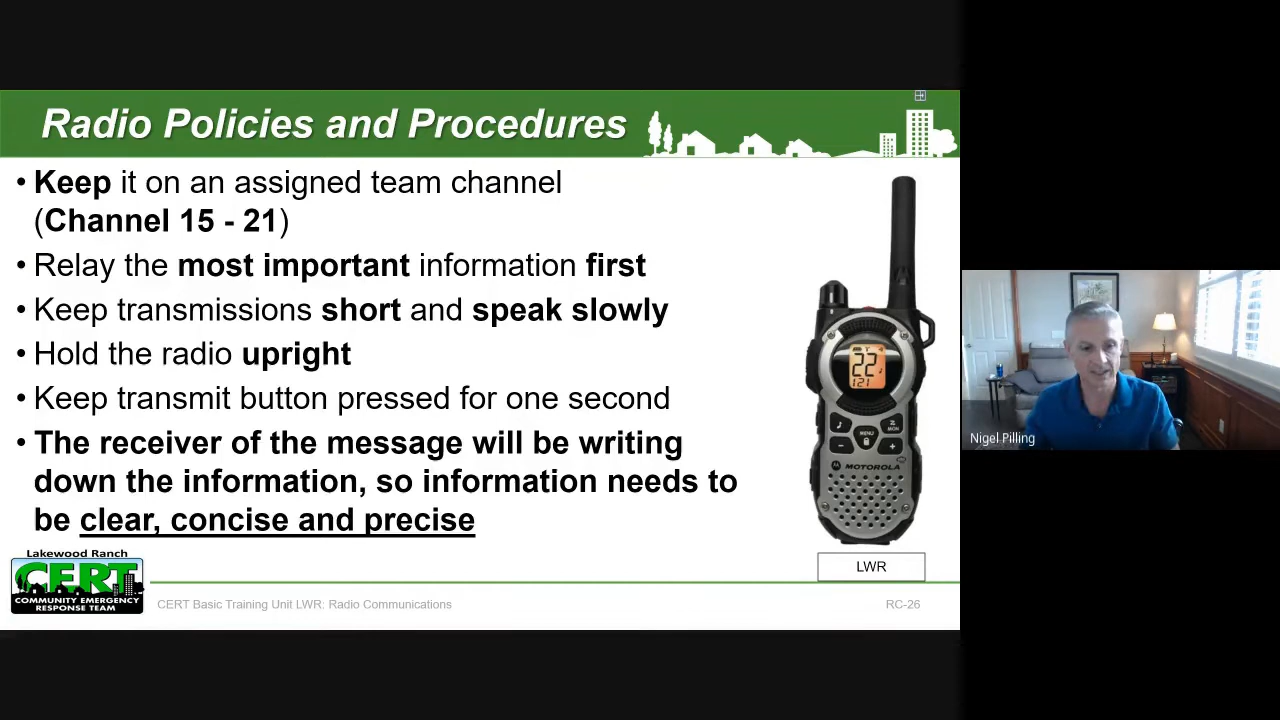 Radio Policies and Procedures
• Keep it on an assigned team channel
(Channel 15 - 21)
• Relay the most important information first
• Keep transmissions short and speak slowly
• Hold the radio upright
• Keep transmit button pressed for one second
• The receiver of the message will be writing
down the information, so information needs to
be clear, concise and precise
22
121
MENU
MON
MOTOROLA
LWR
Lakewood Ranch
CERT
COMMUNITY EMERGENCY
RESPONSE TEAM
CERT Basic Training Unit LWR: Radio Communications
RC-26
Nigel Pilling